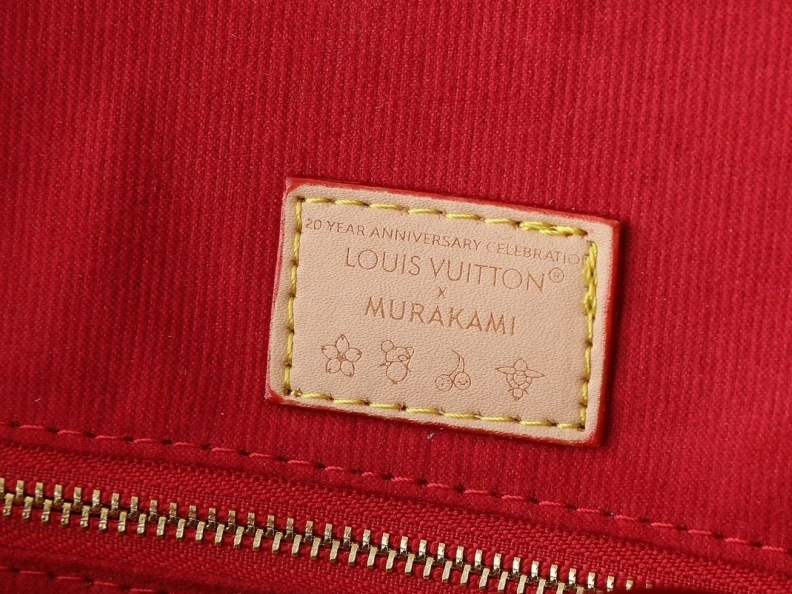 20 YEAR ANNIVERSARY CELEBRATION
LOUIS VUITTON®
x
MURAKAMI